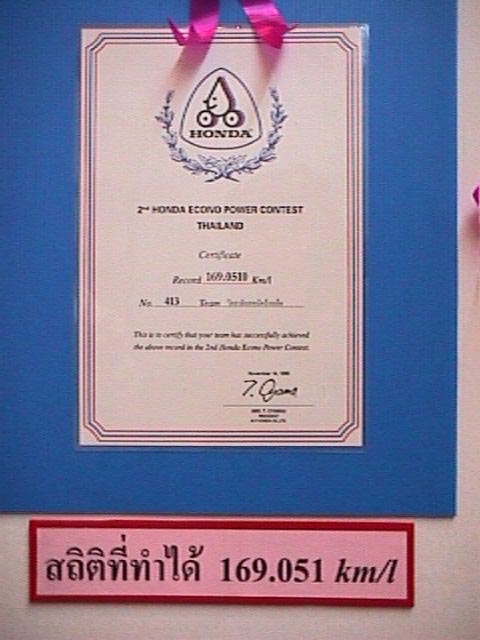 HONDA
2nd HONDA ECONO POWER CONTEST
THAILAND
Certificate
Record 169.0510 Km/l
No. 413 Team
This is to certify that your team has successfully achieved
the above record in the 2nd Honda Econo Power Contest.
T. Oyama
PRESIDENT
สถิติที่ทำได้ 169.051 km/l